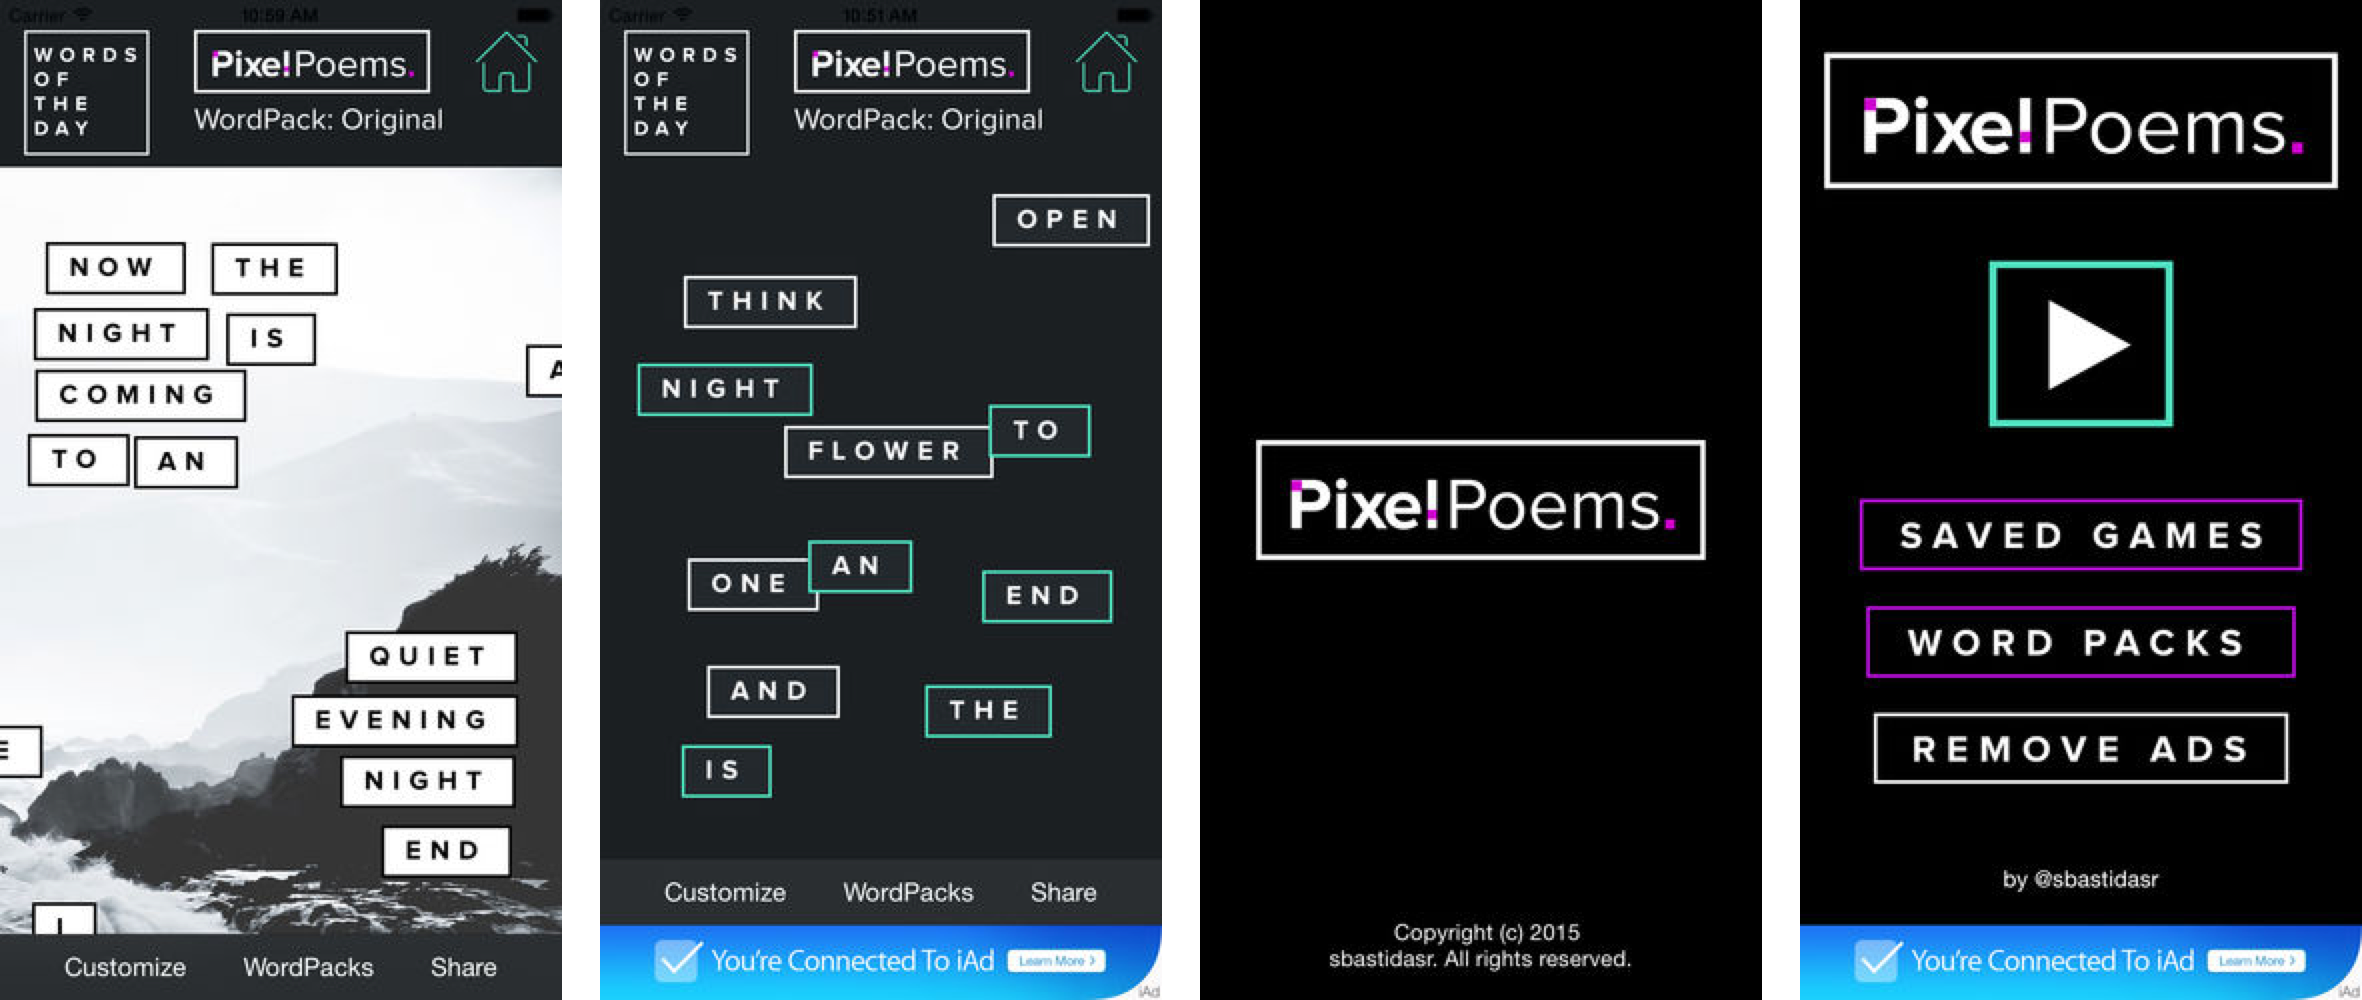 Carrier 10:59 AM
WORDS
OF
THE
DAY
Pixe!Poems.
WordPack: Original
NOW THE
NIGHT IS
COMING
TO AN
A
QUIET
E
EVENING
NIGHT
END
Customize WordPacks Share
Carrier 10:51 AM
WORDS
OF
THE
DAY
Pixe!Poems.
WordPack: Original
OPEN
THINK
NIGHT
TO
FLOWER
AN
ONE
END
AND
THE
IS
Customize WordPacks Share
You're Connected To iAd Learn More >
iAd
Pixe!Poems.
Copyright (c) 2015
sbastidasr. All rights reserved.
Pixe!Poems.
SAVED GAMES
WORD PACKS
REMOVE ADS
by @sbastidasr
You're Connected To iAd Learn More >
iAd